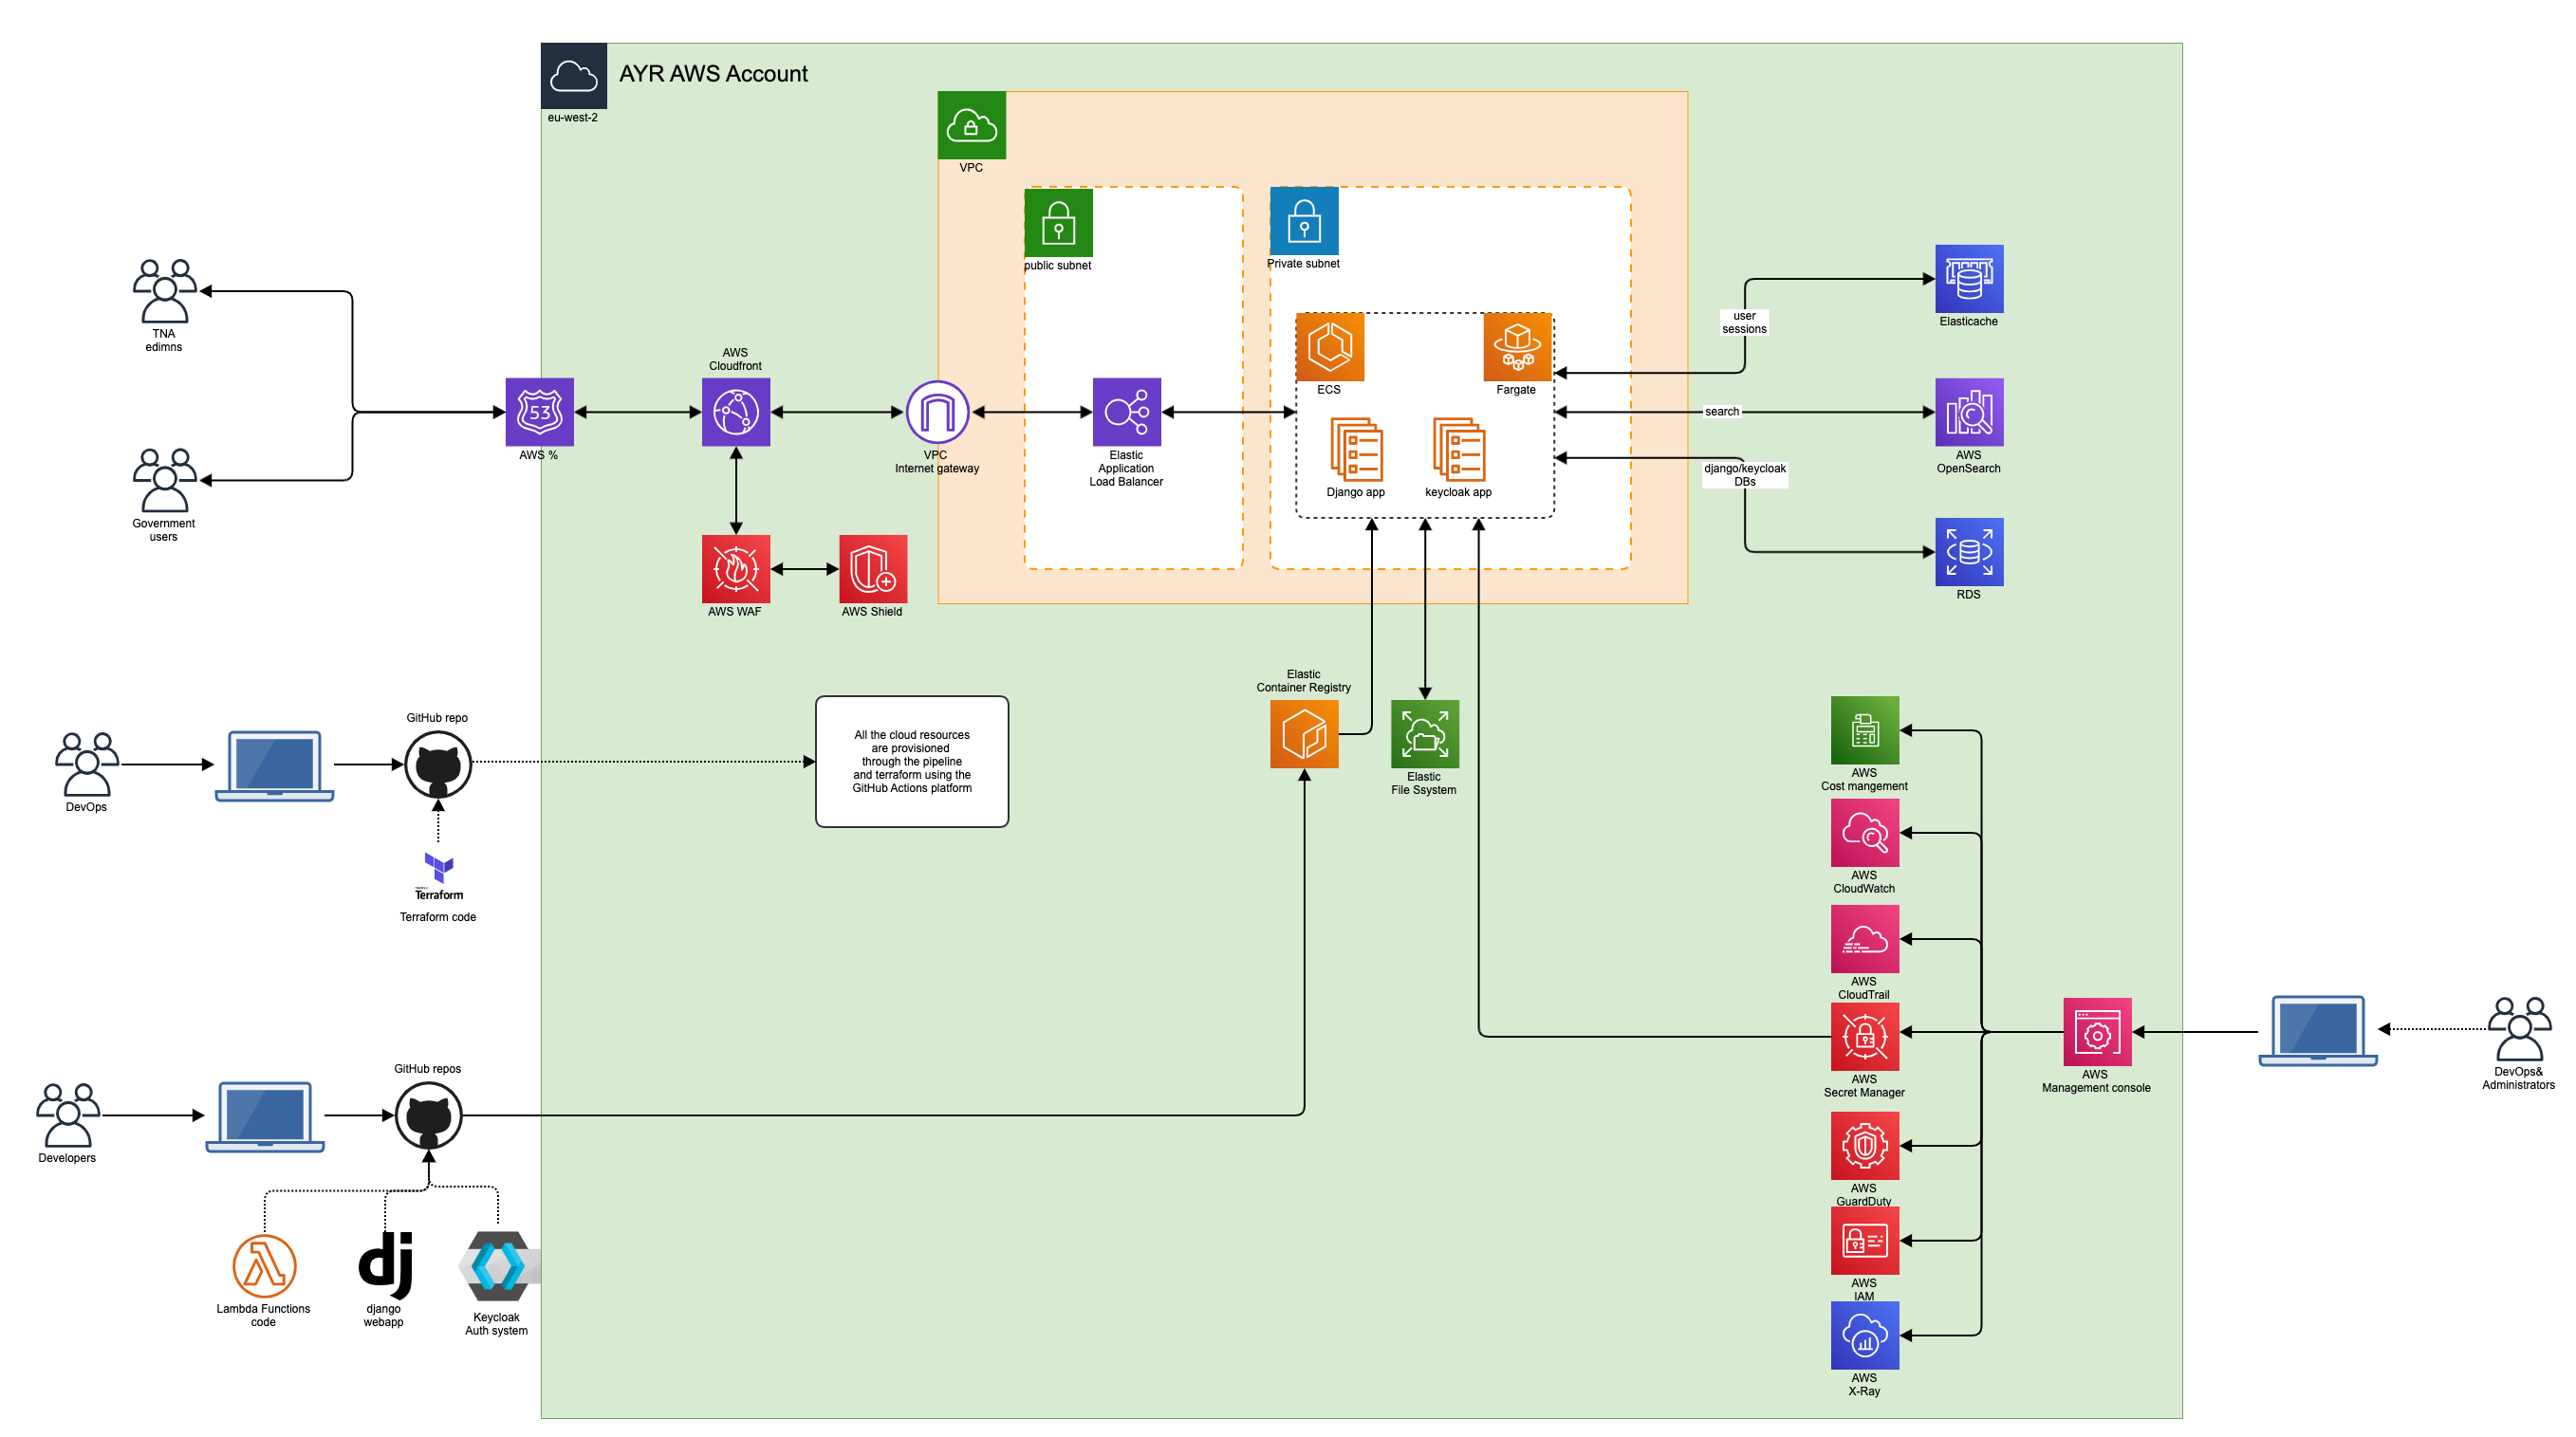 AYR AWS Account
eu-west-2
VPC
public subnet
Private subnet
TNA
edimns
Government
users
53
AWS %
AWS
Cloudfront
AWS WAF
AWS Shield
VPC
Internet gateway
Elastic
Application
Load Balancer
ECS
Fargate
Django app
keycloak app
user
sessions
search
django/keycloak
DBs
Elasticache
AWS
OpenSearch
RDS
DevOps
GitHub repo
Terraform
Terraform code
All the cloud resources
are provisioned
through the pipeline
and terraform using the
GitHub Actions platform
Elastic
Container Registry
Elastic
File Ssystem
AWS
Cost mangement
AWS
CloudWatch
AWS
CloudTrail
AWS
Secret Manager
AWS
GuardDuty
AWS
IAM
AWS
X-Ray
AWS
Management console
DevOps&
Administrators
Developers
GitHub repos
Lambda Functions
code
dj
django
webapp
Keycloak
Auth system